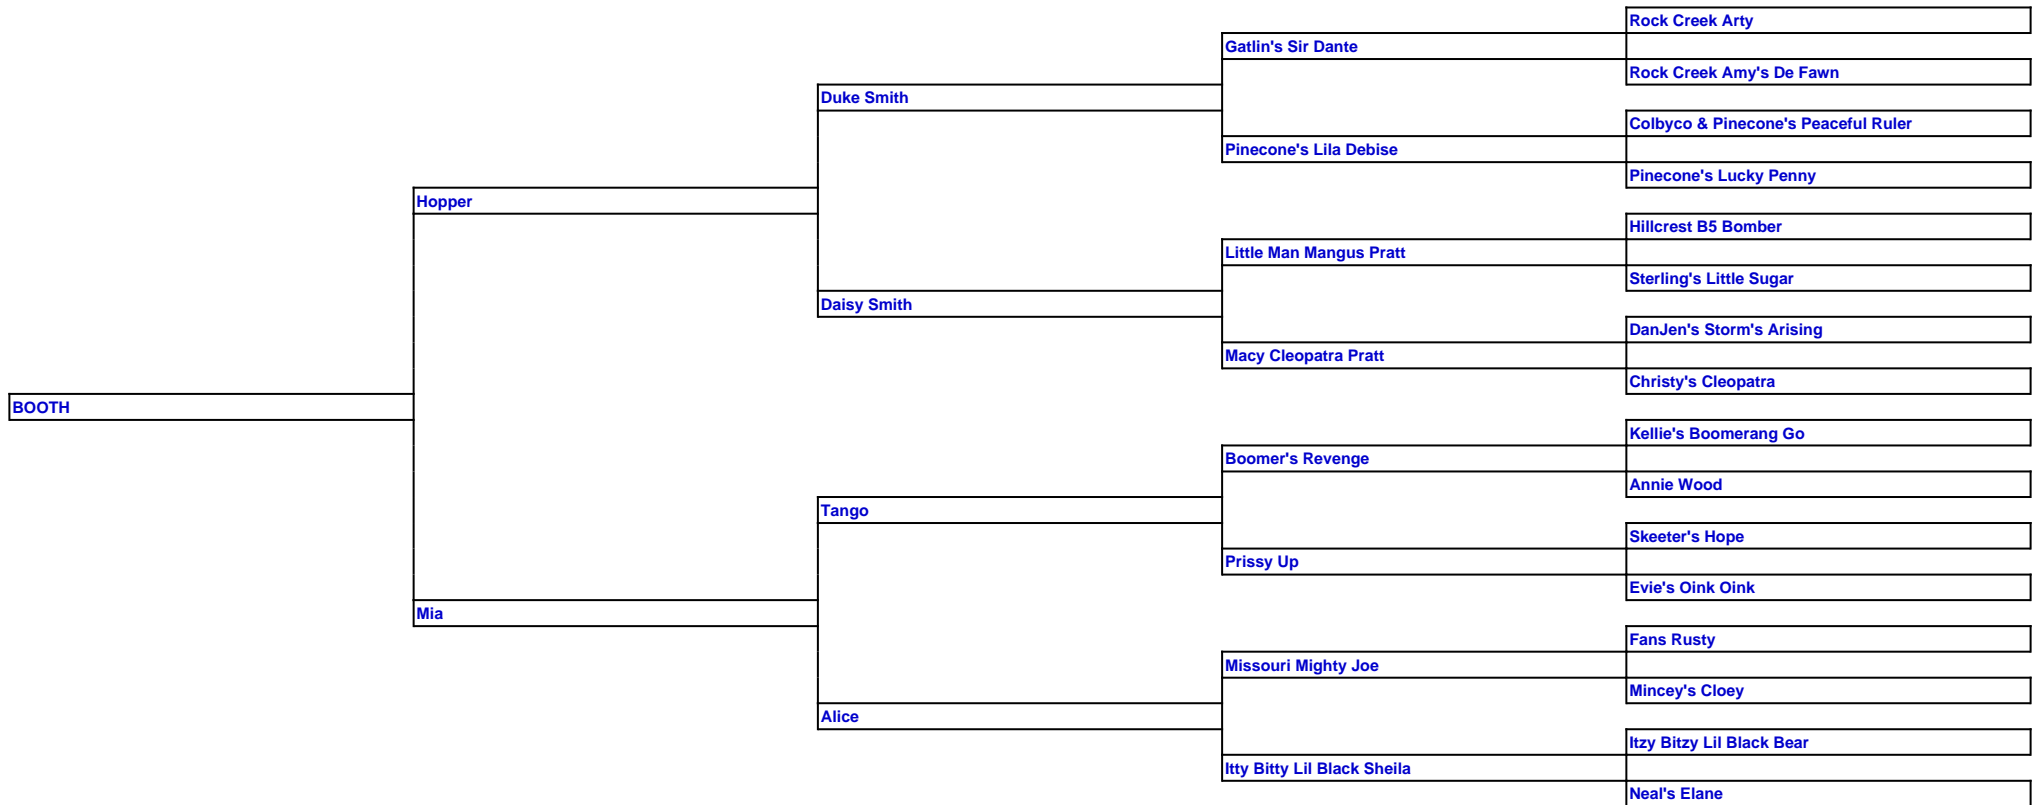 Rock Creek Arty
Gatlin's Sir Dante
Rock Creek Amy's De Fawn
Duke Smith
Colbyco & Pinecone's Peaceful Ruler
Pinecone's Lila Debise
Pinecone's Lucky Penny
Hopper
Hillcrest B5 Bomber
Little Man Mangus Pratt
Sterling's Little Sugar
Daisy Smith
DanJen's Storm's Arising
Macy Cleopatra Pratt
Christy's Cleopatra
BOOTH
Kellie's Boomerang Go
Boomer's Revenge
Annie Wood
Tango
Skeeter's Hope
Prissy Up
Evie's Oink Oink
Mia
Fans Rusty
Missouri Mighty Joe
Mincey's Cloey
Alice
Itzy Bitzy Lil Black Bear
Itty Bitty Lil Black Sheila
Neal's Elane